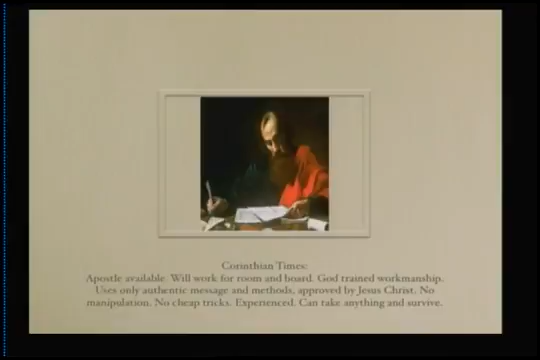 Corinthian Times:
Apostle available. Will work for room and board. God trained workmanship.
Uses only authentic message and methods, approved by Jesus Christ. No
manipulation. No cheap tricks. Experienced. Can take anything and survive.